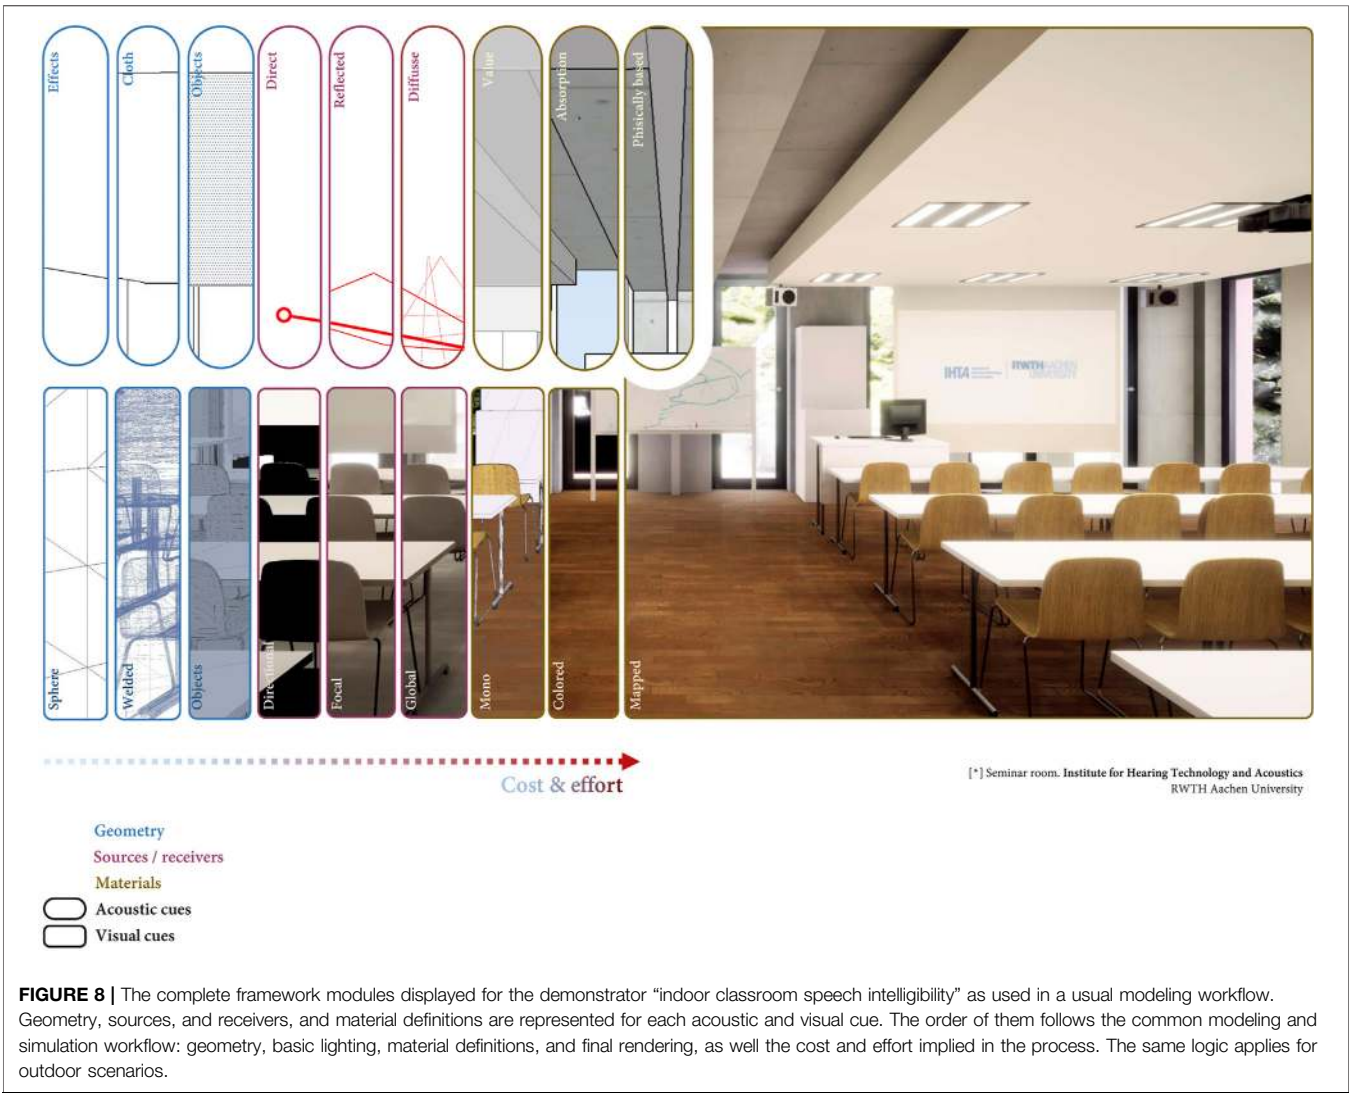 Effects
Cloth
Objects
Direct
Reflected
Diffusse
Value
Absorption
Phisically based
IHTA
RWTHAACHEN
UNIVERSITY
Sphere
Welded
Objects
Directional
Focal
Global
Mono
Colored
Mapped
Cost & effort
[*] Seminar room. Institute for Hearing Technology and Acoustics
RWTH Aachen University
Geometry
Sources / receivers
Materials
Acoustic cues
Visual cues
FIGURE 8 | The complete framework modules displayed for the demonstrator “indoor classroom speech intelligibility” as used in a usual modeling workflow.
Geometry, sources, and receivers, and material definitions are represented for each acoustic and visual cue. The order of them follows the common modeling and
simulation workflow: geometry, basic lighting, material definitions, and final rendering, as well the cost and effort implied in the process. The same logic applies for
outdoor scenarios.